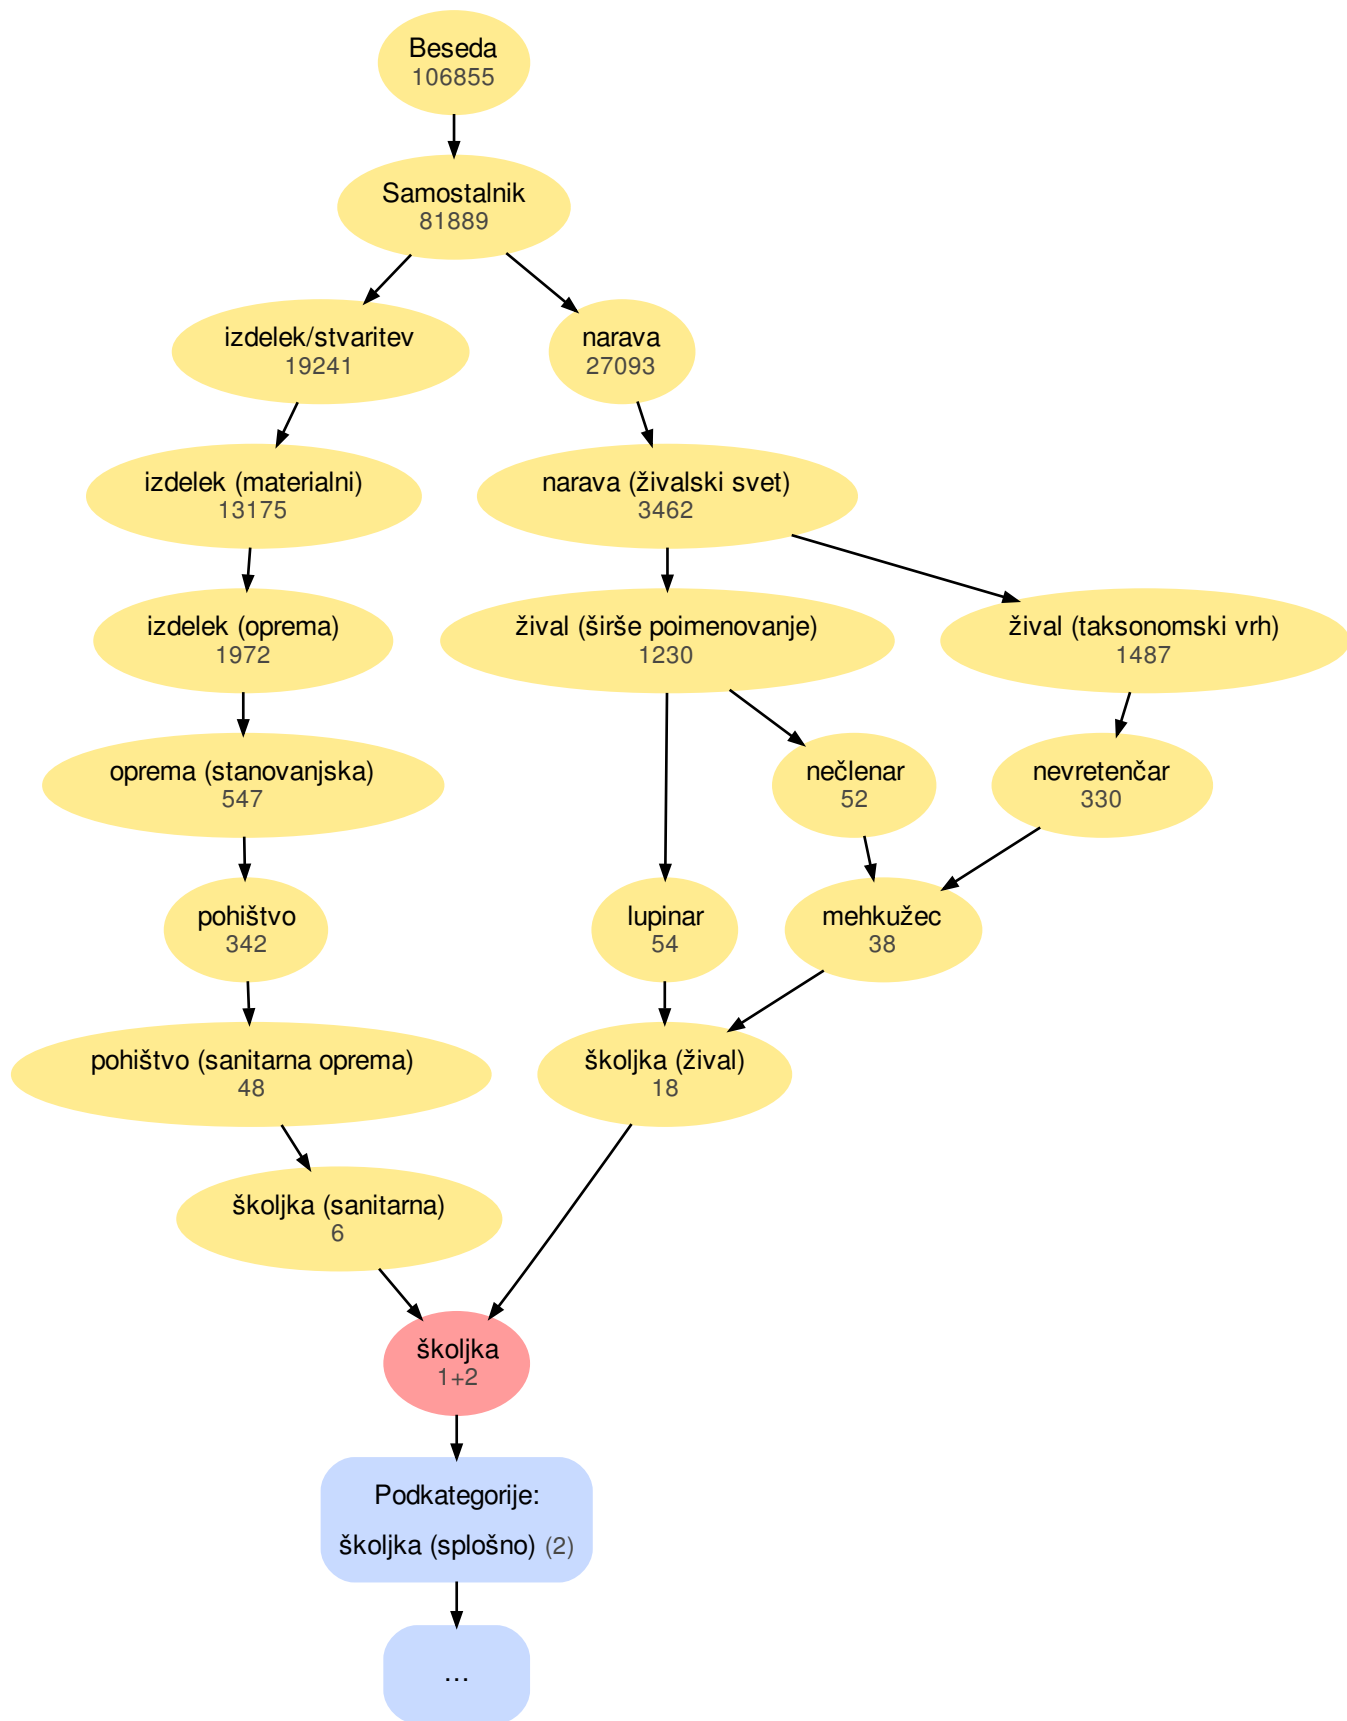 Beseda
106855
Samostalnik
81889
izdelek/stvaritev
19241
narava
27093
izdelek (materialni)
13175
narava (živalski svet)
3462
izdelek (oprema)
1972
žival (širše poimenovanje)
1230
žival (taksonomski vrh)
1487
oprema (stanovanjska)
547
nečlenar
52
nevretenčar
330
pohištvo
342
lupinar
54
mehkužec
38
pohištvo (sanitarna oprema)
48
školjka (žival)
18
školjka (sanitarna)
6
školjka
1+2
Podkategorije:
školjka (splošno) (2)
…